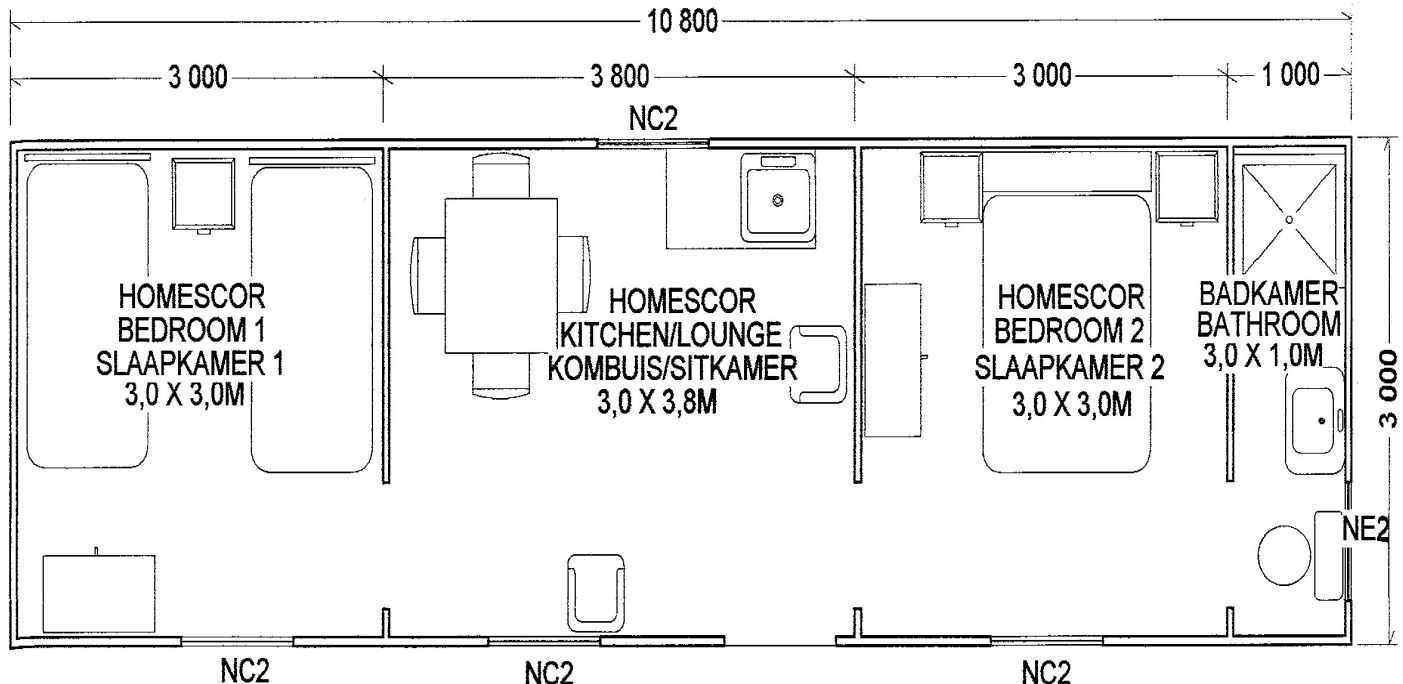 10 800
3 000
3 800
3 000
1 000
NC2
HOMESCOR
BEDROOM 1
SLAAPKAMER 1
3,0 X 3,0M
HOMESCOR
KITCHEN/LOUNGE
KOMBUIS/SITKAMER
3,0 X 3,8M
HOMESCOR
BEDROOM 2
SLAAPKAMER 2
3,0 X 3,0M
BADKAMER
BATHROOM
3,0 X 1,0M
3 000
NE2
NC2
NC2
NC2